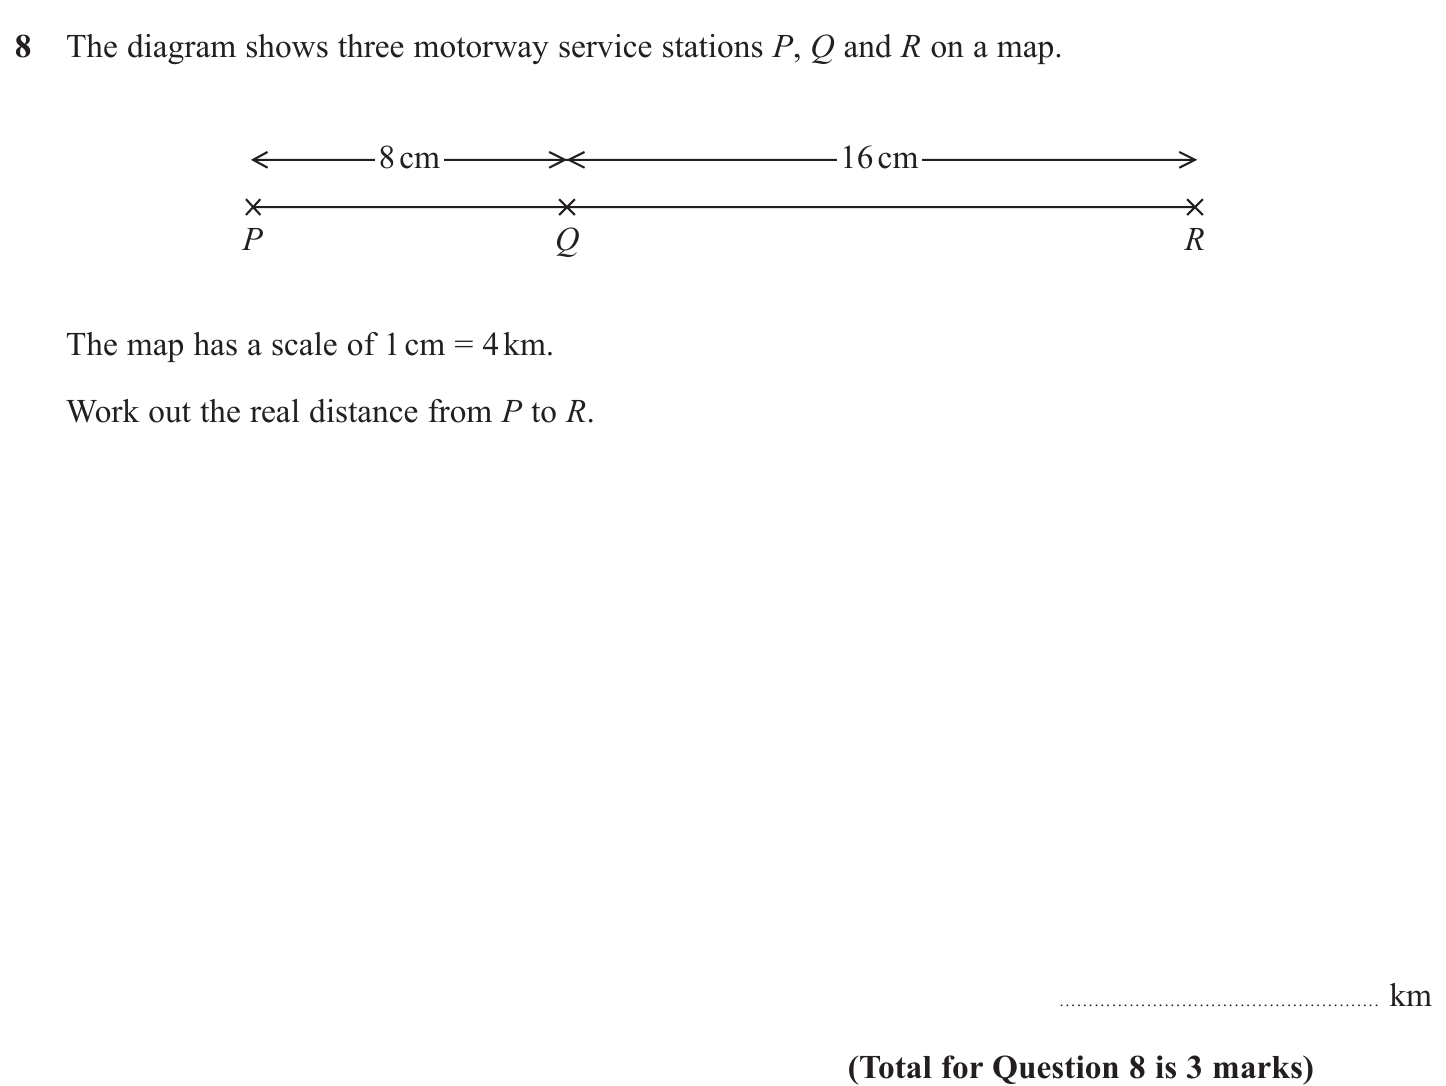 8 The diagram shows three motorway service stations P, Q and R on a map.
8 cm 16 cm
P Q R
The map has a scale of 1 cm = 4 km.
Work out the real distance from P to R.
.......................................................... km
(Total for Question 8 is 3 marks)